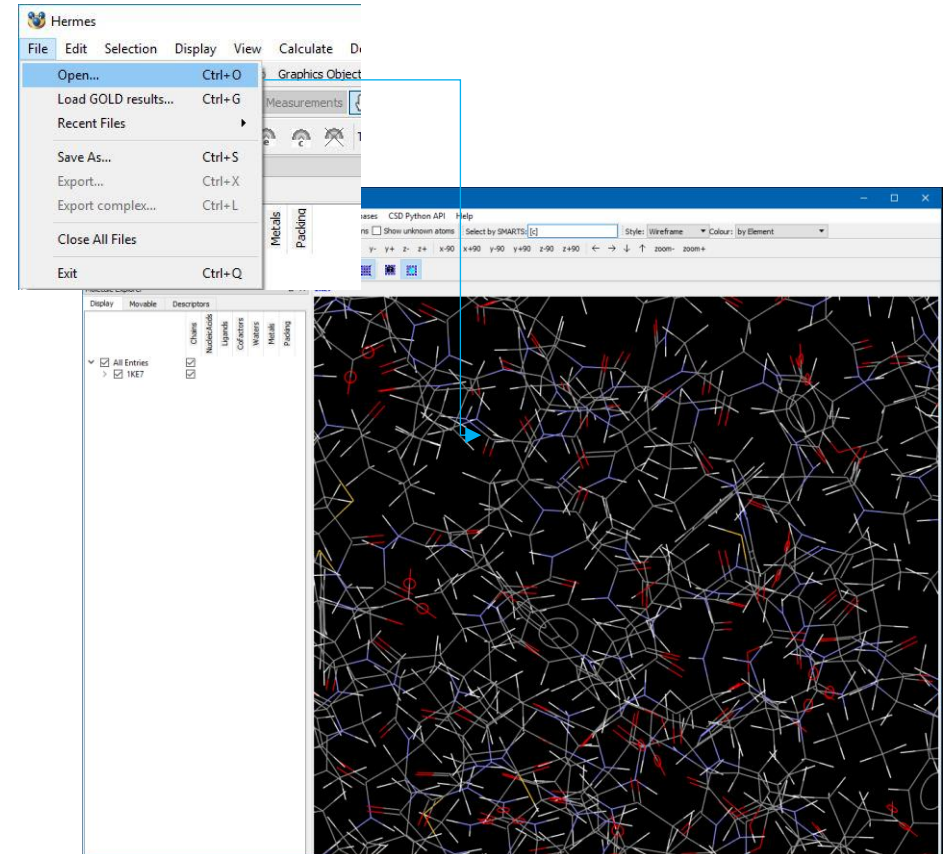 Hermes
File Edit Selection Display View Calculate
Open... Ctrl+O Graphics Object
Load GOLD results... Ctrl+G Measurements
Recent Files
Save As... Ctrl+S
Export... Ctrl+X
Export complex... Ctrl+L
Close All Files
Exit Ctrl+Q
Metals
Packing
CSD Python API Help
Show unknown atoms Select by SMARTS: [c] Style: Wireframe Colour: by Element
y- y+ z- z+ x-90 x+90 y-90 y+90 z-90 z+90 ← → ↓ ↑ zoom- zoom+
Display Movable Descriptors
Chains
NucleicAcids
Ligands
Cofactors
Waters
Metals
Packing
All Entries
1KE7